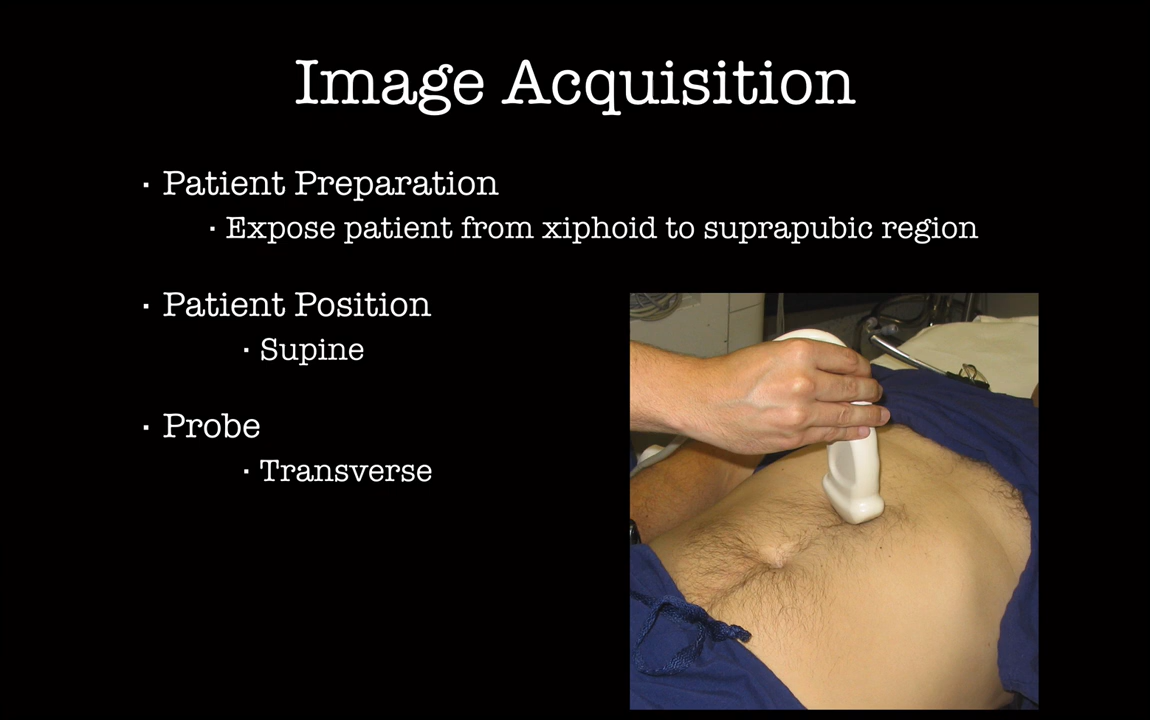 Image Acquisition
· Patient Preparation
· Expose patient from xiphoid to suprapubic region
· Patient Position
· Supine
· Probe
· Transverse